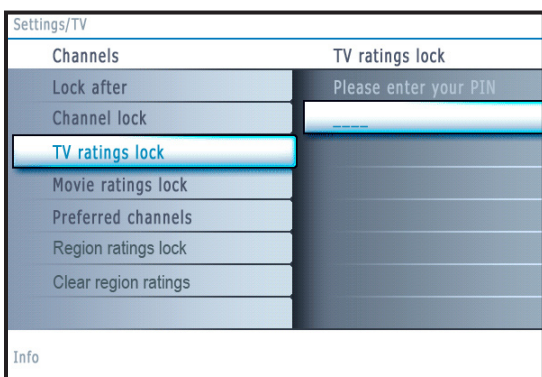 Settings/TV
Channels
Lock after
Channel lock
TV ratings lock
Movie ratings lock
Preferred channels
Region ratings lock
Clear region ratings
TV ratings lock
Please enter your PIN
_ _ _ _
Info